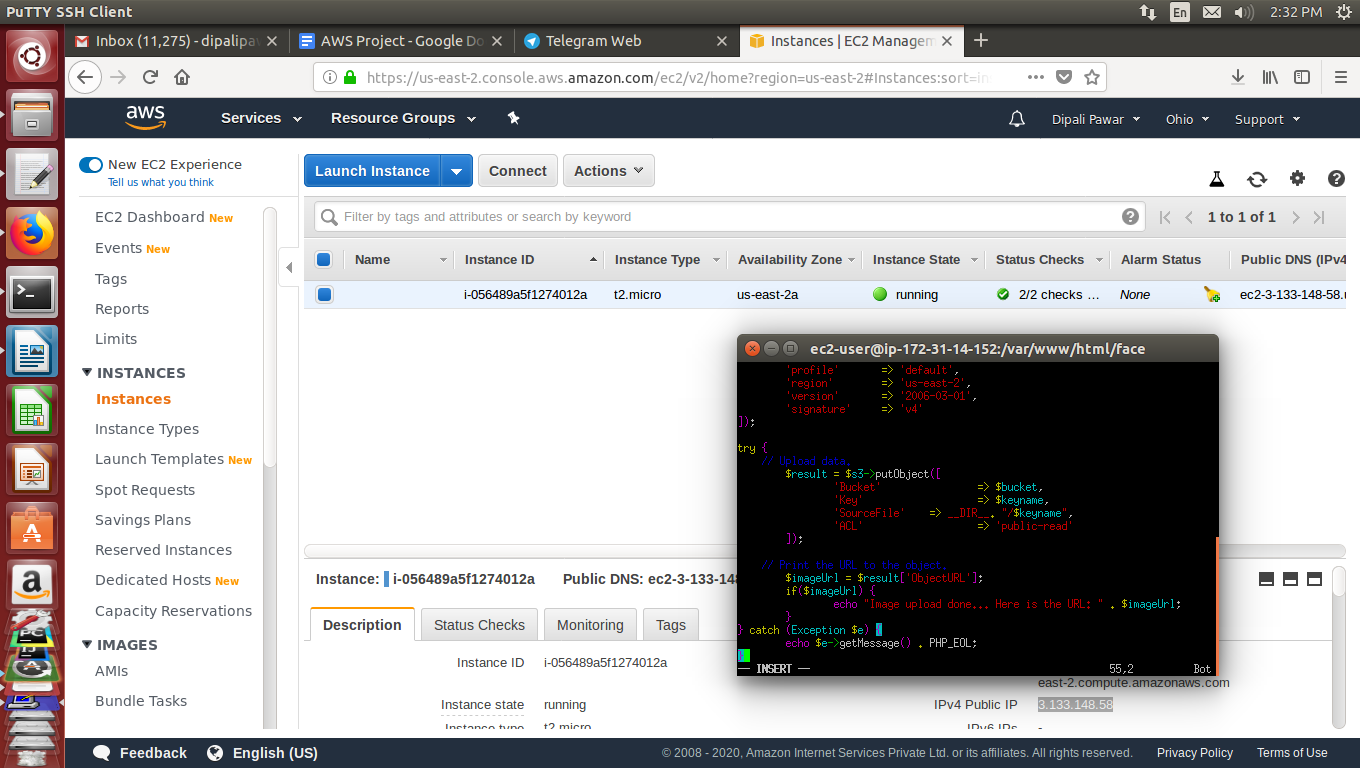 PuTTY SSH Client
En
2:32 PM
Inbox (11,275) - dipalipav
AWS Project - Google Do
Telegram Web
Instances | EC2 Managem
https://us-east-2.console.aws.amazon.com/ec2/v2/home?region=us-east-2#Instances:sort=in
aws
Services
Resource Groups
Dipali Pawar
Ohio
Support
New EC2 Experience
Tell us what you think
EC2 Dashboard New
Events New
Tags
Reports
Limits
INSTANCES
Instances
Instance Types
Launch Templates New
Spot Requests
Savings Plans
Reserved Instances
Dedicated Hosts New
Capacity Reservations
IMAGES
AMIs
Bundle Tasks
Launch Instance
Connect
Actions
Filter by tags and attributes or search by keyword
1 to 1 of 1
Name
Instance ID
Instance Type
Availability Zone
Instance State
Status Checks
Alarm Status
Public DNS (IPv4
i-056489a5f1274012a
t2.micro
us-east-2a
running
2/2 checks …
None
ec2-3-133-148-58.u
ec2-user@ip-172-31-14-152:/var/www/html/face
'profile' => 'default',
'region' => 'us-east-2',
'version' => '2006-03-01',
'signature' => 'v4'
]);
try {
// Upload data.
$result = $s3->putObject([
'Bucket' => $bucket,
'Key' => $keyname,
'SourceFile' => __DIR__. "/$keyname",
'ACL' => 'public-read'
]);
// Print the URL to the object.
$imageUrl = $result['ObjectURL'];
if($imageUrl) {
echo "Image upload done... Here is the URL: " . $imageUrl;
}
} catch (Exception $e) {
echo $e->getMessage() . PHP_EOL;
}
-- INSERT --
55,2
Bot
Instance:
i-056489a5f1274012a
Public DNS: ec2-3-133-148
Description
Status Checks
Monitoring
Tags
Instance ID
i-056489a5f1274012a
Instance state
running
Instance type
t2.micro
east-2.compute.amazonaws.com
IPv4 Public IP
3.133.148.58
IPv6 IPs
-
Feedback
English (US)
© 2008 - 2020, Amazon Internet Services Private Ltd. or its affiliates. All rights reserved.
Privacy Policy
Terms of Use